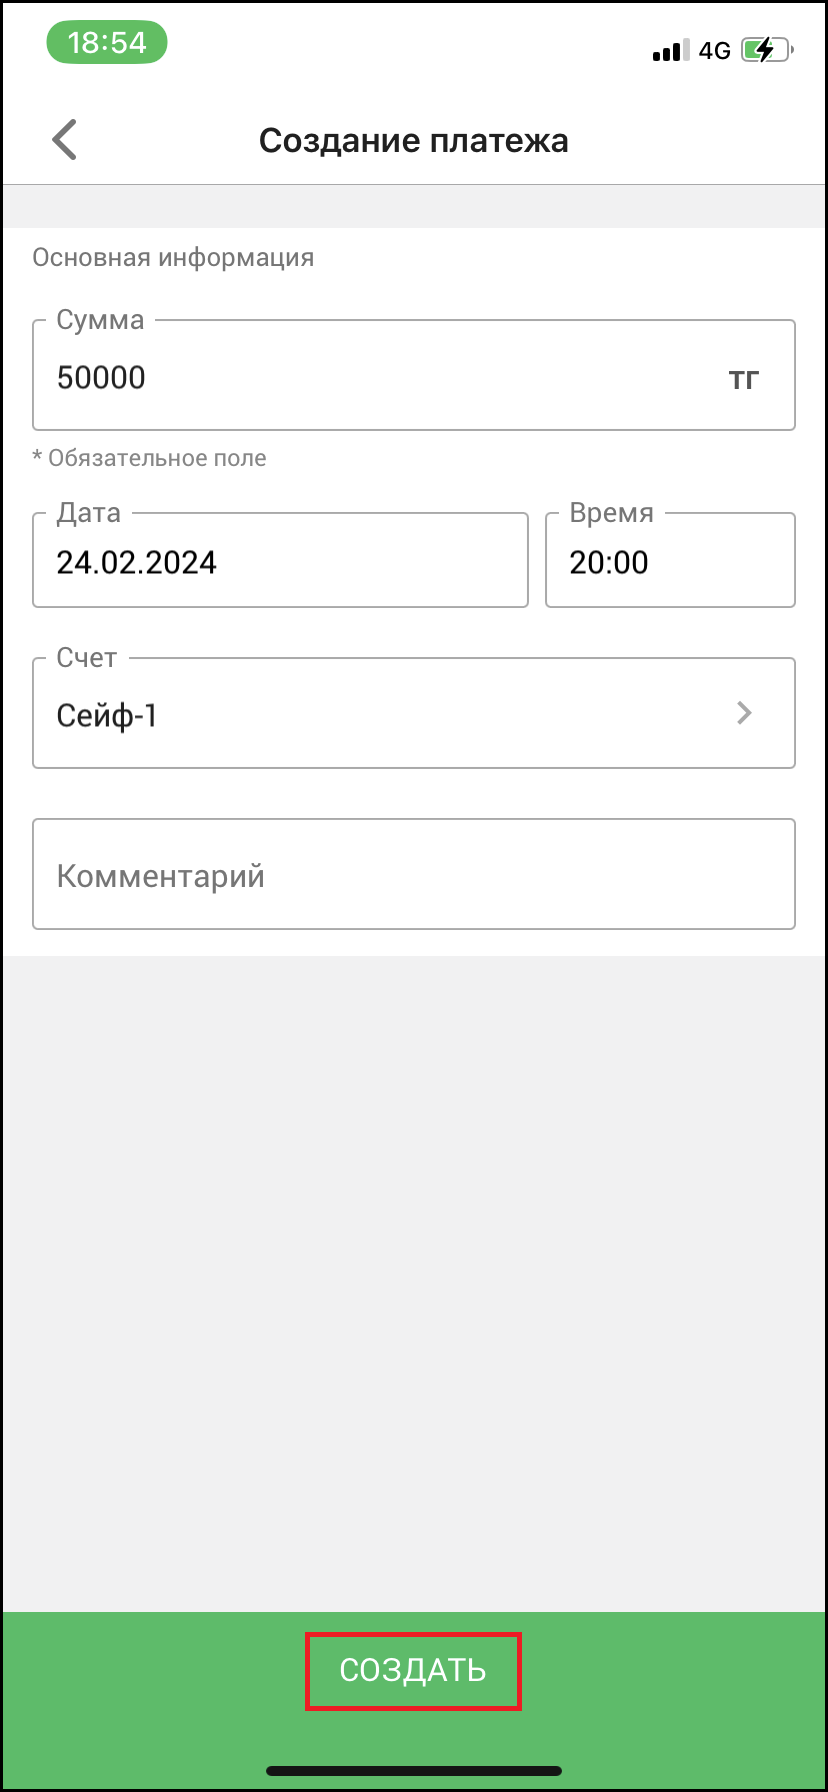 18:54
4G
Создание платежа
Основная информация
Сумма
50000 тг
* Обязательное поле
Дата
24.02.2024
Время
20:00
Счет
Сейф-1
Комментарий
СОЗДАТЬ